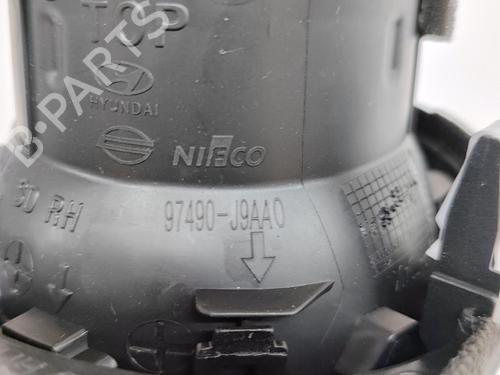 TOP
B-PARTS
HYUNDAI
NIFCO
SD RH
97490-J9AA0